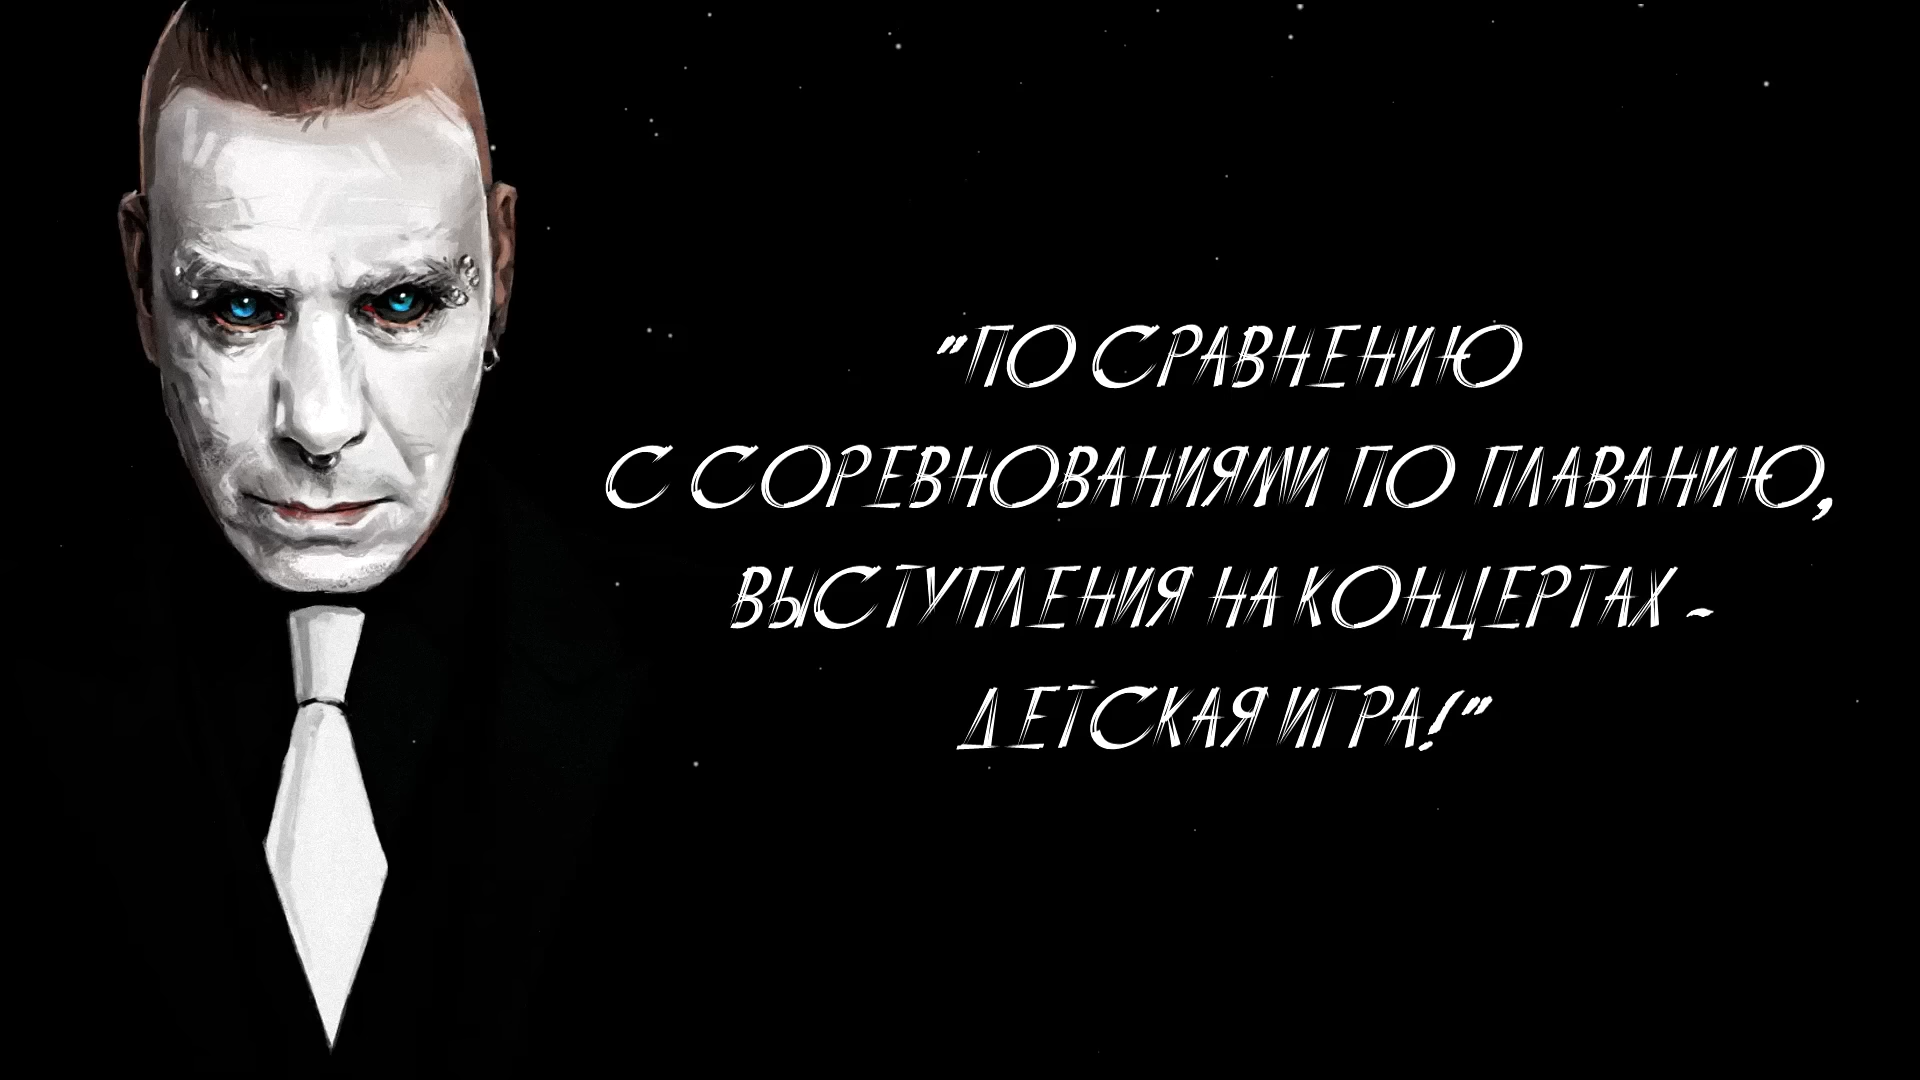 "ПО СРАВНЕНИЮ
С СОРЕВНОВАНИЯМИ ПО ПЛАВАНИЮ,
ВЫСТУПЛЕНИЯ НА КОНЦЕРТАХ -
ДЕТСКАЯ ИГРА!"